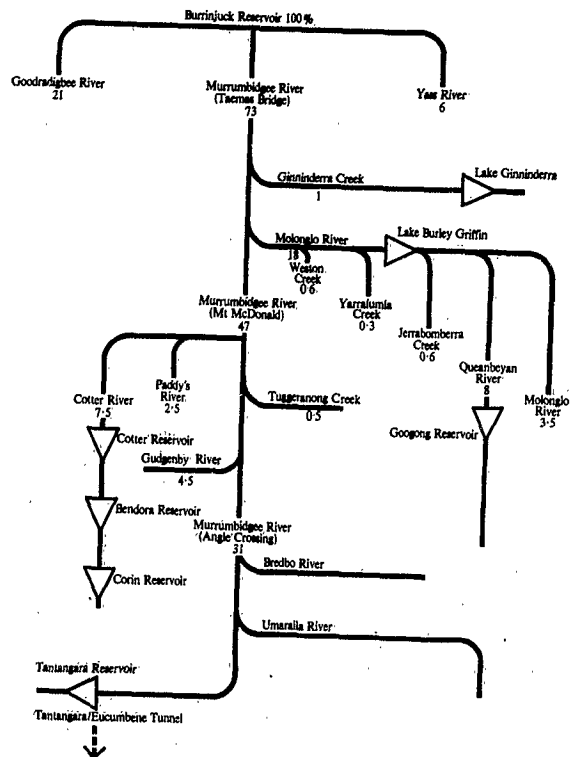 Burrinjuck Reservoir 100%
Goodradigbee River
21
Murrumbidgee River
(Taemas Bridge)
73
Yass River
6
Ginninderra Creek
1
Lake Ginninderra
Molonglo River
18
Weston
Creek
0·6
Lake Burley Griffin
Yarralumla
Creek
0·3
Jerrabomberra
Creek
0·6
Queanbeyan
River
8
Molonglo
River
3·5
Murrumbidgee River
(Mt McDonald)
47
Cotter River
7·5
Paddy's
River
2·5
Tuggeranong Creek
0·5
Googong Reservoir
Cotter Reservoir
Gudgenby River
4·5
Bendora Reservoir
Murrumbidgee River
(Angle Crossing)
31
Bredbo River
Corin Reservoir
Umaralla River
Tantangara Reservoir
Tantangara/Eucumbene Tunnel